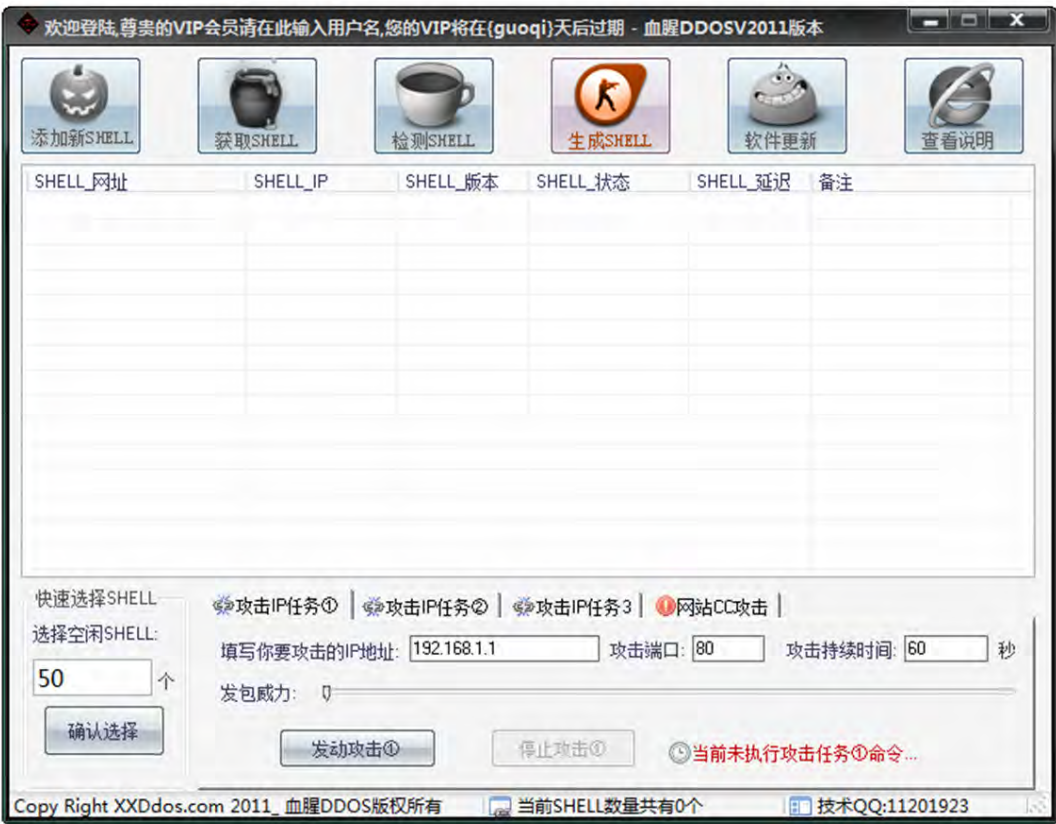 欢迎登陆,尊贵的VIP会员请在此输入用户名,您的VIP将在{guoqi}天后过期 - 血腥DDOSV2011版本
添加新SHELL 获取SHELL 检测SHELL 生成SHELL 软件更新 查看说明
SHELL_网址 SHELL_IP SHELL_版本 SHELL_状态 SHELL_延迟 备注
快速选择SHELL
选择空闲SHELL:
50 个
确认选择
攻击IP任务① 攻击IP任务② 攻击IP任务3 网站CC攻击
填写你要攻击的IP地址: 192.168.1.1 攻击端口: 80 攻击持续时间: 60 秒
发包威力:
发动攻击① 停止攻击① 当前未执行攻击任务①命令...
Copy Right XXDdos.com 2011_ 血腥DDOS版权所有 当前SHELL数量共有0个 技术QQ:11201923